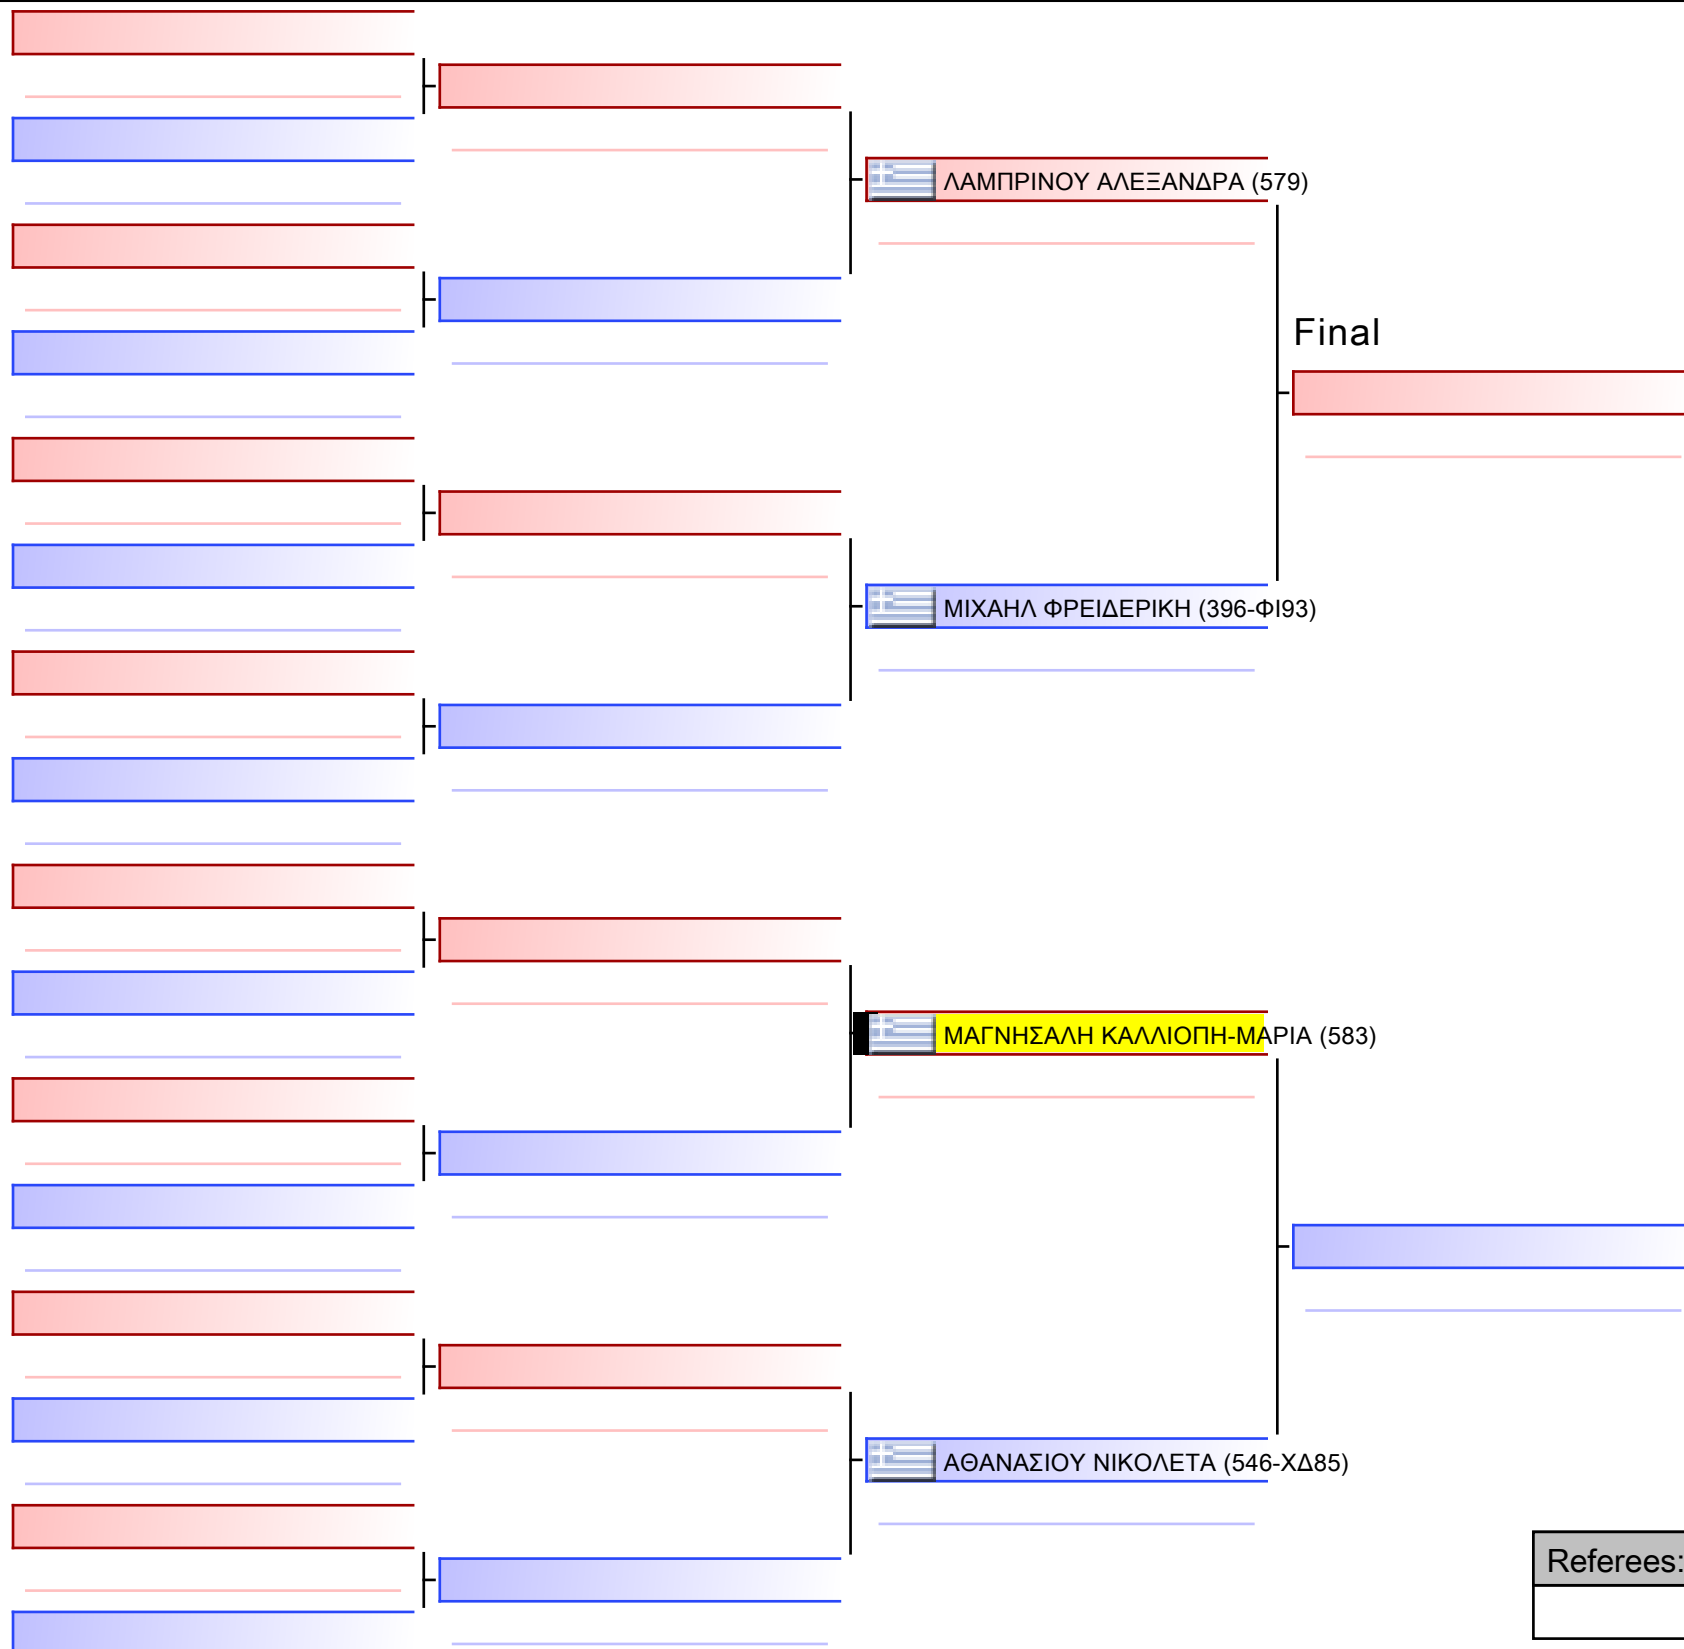 ΛΑΜΠΡΙΝΟΥ ΑΛΕΞΑΝΔΡΑ (579)
Final
ΜΙΧΑΗΛ ΦΡΕΙΔΕΡΙΚΗ (396-ΦΙ93)
ΜΑΓΝΗΣΑΛΗ ΚΑΛΛΙΟΠΗ-ΜΑΡΙΑ (583)
ΑΘΑΝΑΣΙΟΥ ΝΙΚΟΛΕΤΑ (546-ΧΔ85)
Referees: